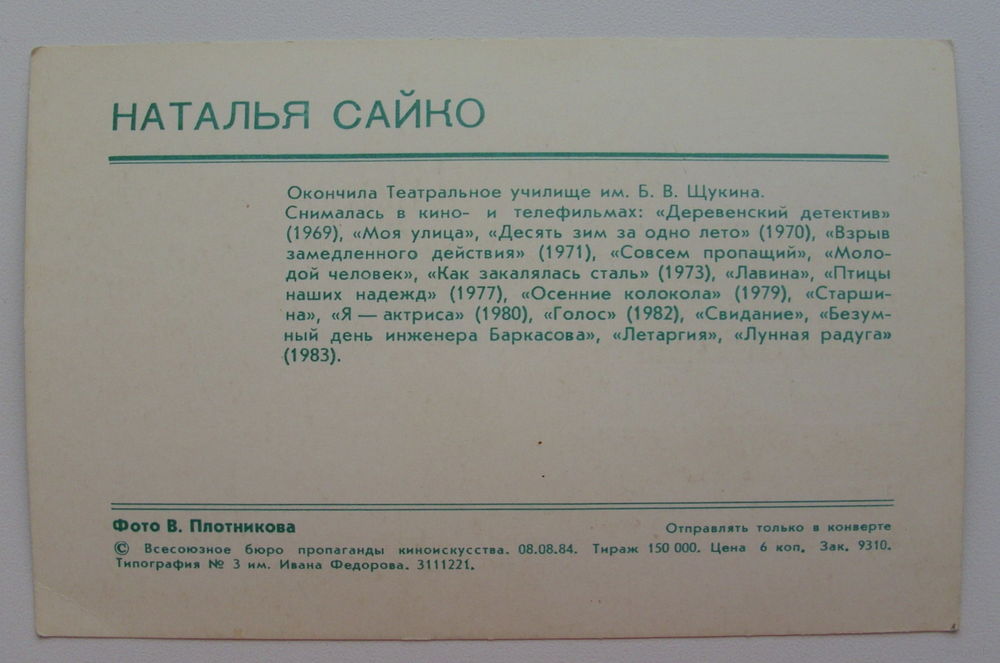 НАТАЛЬЯ САЙКО
Окончила Театральное училище им. Б. В. Щукина.
Снималась в кино- и телефильмах: «Деревенский детектив»
(1969), «Моя улица», «Десять зим за одно лето» (1970), «Взрыв
замедленного действия» (1971), «Совсем пропащий», «Моло-
дой человек», «Как закалялась сталь» (1973), «Лавина», «Птицы
наших надежд» (1977), «Осенние колокола» (1979), «Старши-
на», «Я — актриса» (1980), «Голос» (1982), «Свидание», «Безум-
ный день инженера Баркасова», «Летаргия», «Лунная радуга»
(1983).
Фото В. Плотникова
Отправлять только в конверте
© Всесоюзное бюро пропаганды киноискусства. 08.08.84. Тираж 150 000. Цена 6 коп. Зак. 9310.
Типография № 3 им. Ивана Федорова. 3111221.